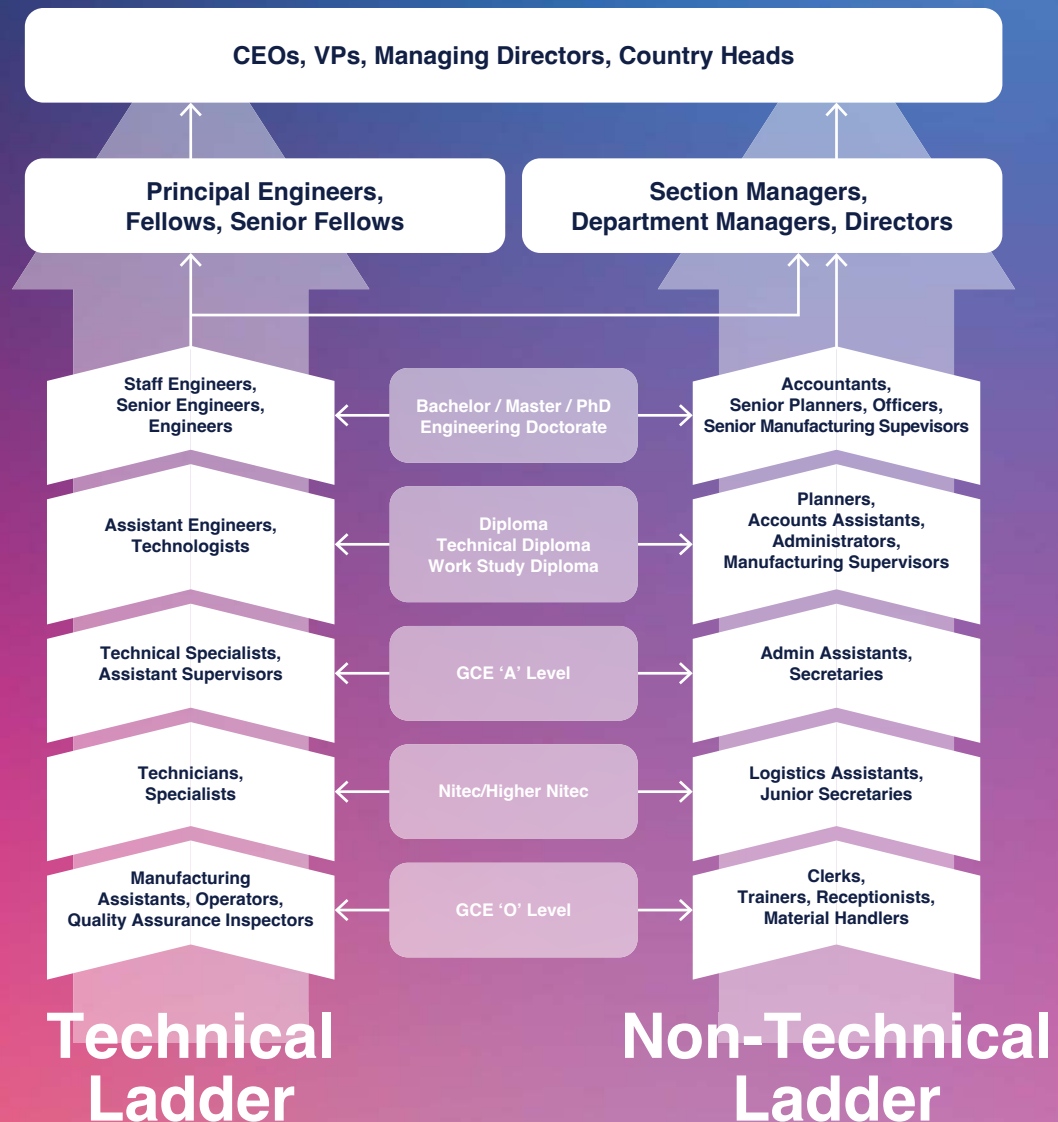 CEOs, VPs, Managing Directors, Country Heads
Principal Engineers,
Fellows, Senior Fellows
Section Managers,
Department Managers, Directors
Staff Engineers,
Senior Engineers,
Engineers
Bachelor / Master / PhD
Engineering Doctorate
Accountants,
Senior Planners, Officers,
Senior Manufacturing Supevisors
Assistant Engineers,
Technologists
Diploma
Technical Diploma
Work Study Diploma
Planners,
Accounts Assistants,
Administrators,
Manufacturing Supervisors
Technical Specialists,
Assistant Supervisors
GCE ‘A’ Level
Admin Assistants,
Secretaries
Technicians,
Specialists
Nitec/Higher Nitec
Logistics Assistants,
Junior Secretaries
Manufacturing
Assistants, Operators,
Quality Assurance Inspectors
GCE ‘O’ Level
Clerks,
Trainers, Receptionists,
Material Handlers
Technical
Ladder
Non-Technical
Ladder